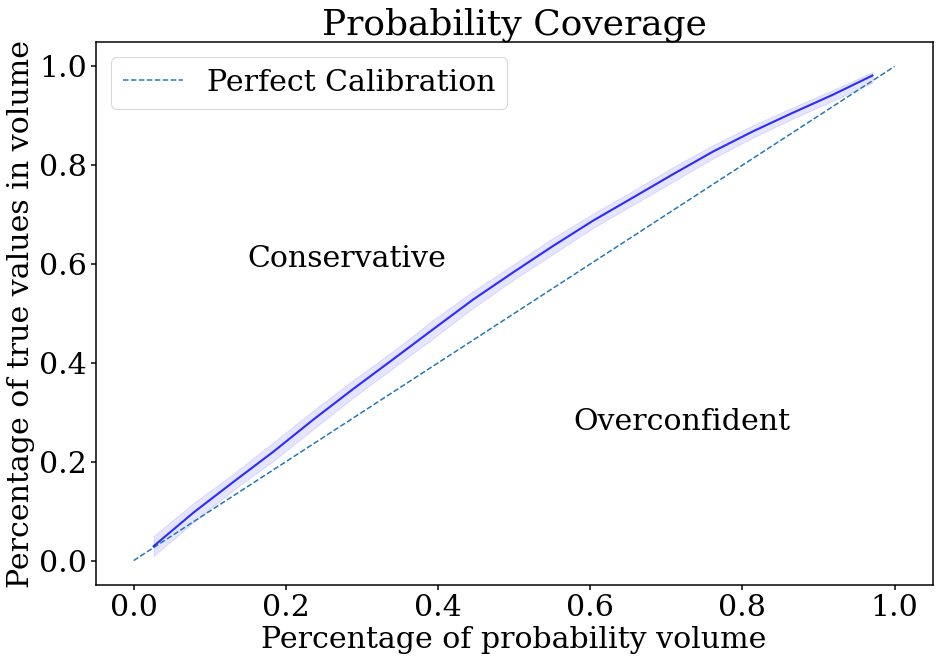 Probability Coverage
Percentage of true values in volume
1.0
0.8
0.6
0.4
0.2
0.0
Perfect Calibration
Conservative
Overconfident
0.0 0.2 0.4 0.6 0.8 1.0
Percentage of probability volume